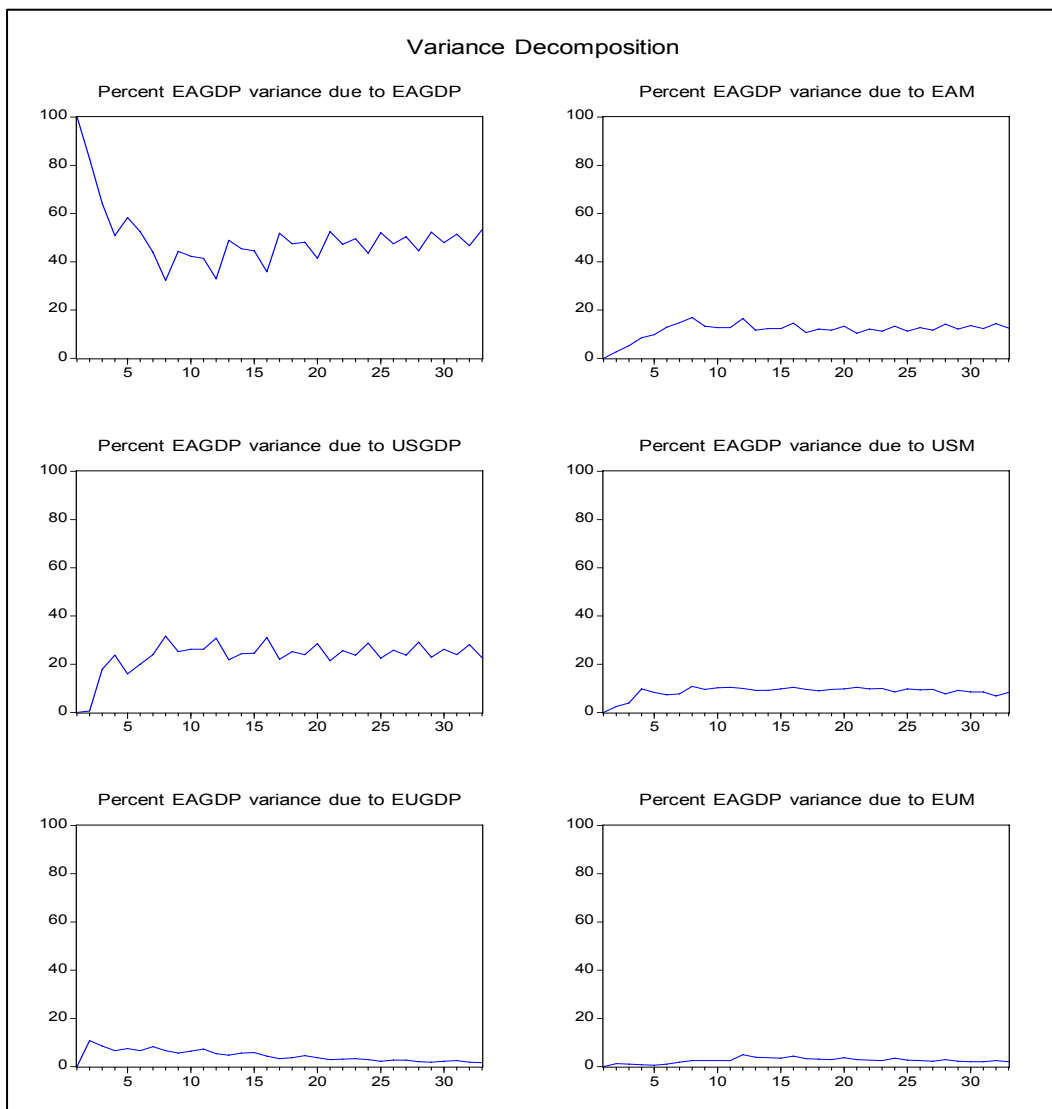 Variance Decomposition
Percent EAGDP variance due to EAGDP
100
80
60
40
20
0
5 10 15 20 25 30
Percent EAGDP variance due to EAM
100
80
60
40
20
0
5 10 15 20 25 30
Percent EAGDP variance due to USGDP
100
80
60
40
20
0
5 10 15 20 25 30
Percent EAGDP variance due to USM
100
80
60
40
20
0
5 10 15 20 25 30
Percent EAGDP variance due to EUGDP
100
80
60
40
20
0
5 10 15 20 25 30
Percent EAGDP variance due to EUM
100
80
60
40
20
0
5 10 15 20 25 30